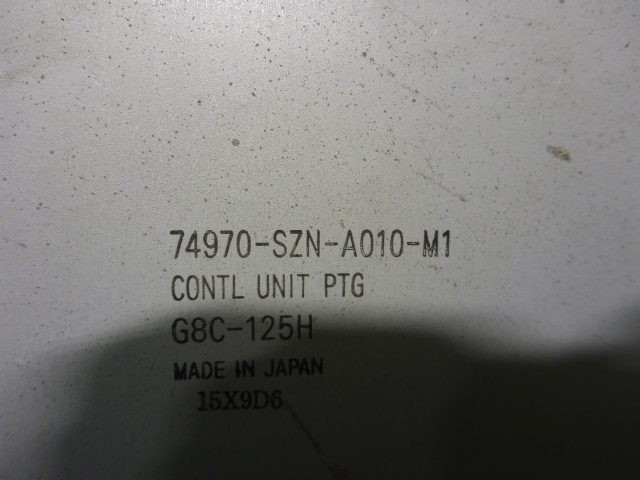 74970-SZN-A010-M1
CONTL UNIT PTG
G8C-125H
MADE IN JAPAN
15X9D6